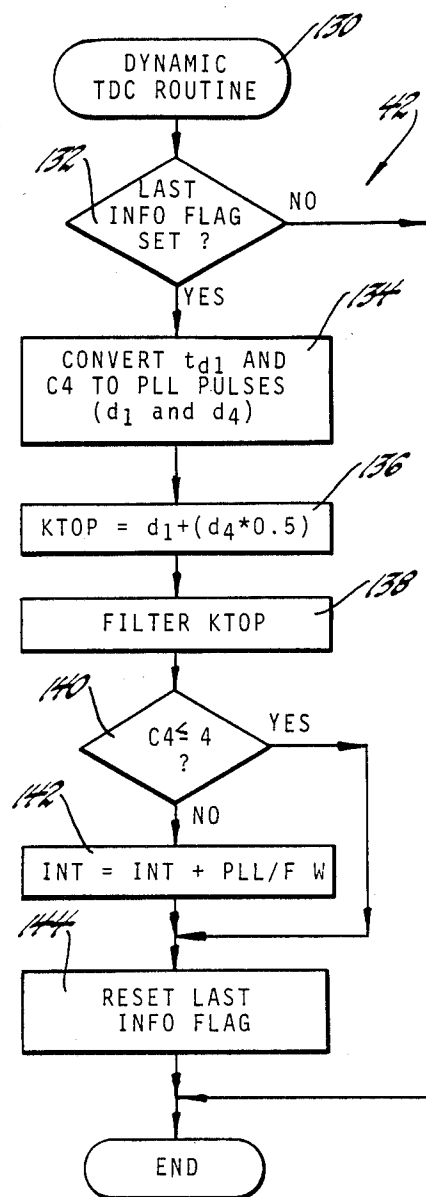 130
DYNAMIC
TDC ROUTINE
42
132
LAST
INFO FLAG
SET ?
NO
YES
134
CONVERT td1 AND
C4 TO PLL PULSES
(d1 and d4)
136
KTOP = d1+(d4*0.5)
138
FILTER KTOP
140
C4≦ 4
?
YES
NO
142
INT = INT + PLL/F W
144
RESET LAST
INFO FLAG
END